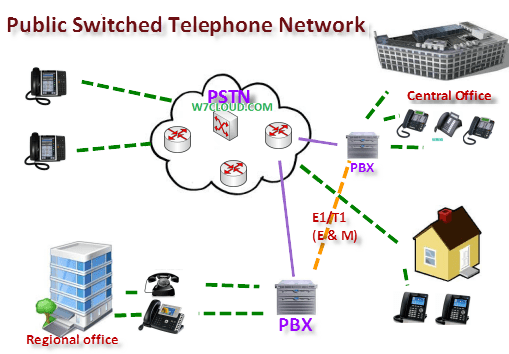 Public Switched Telephone Network
PSTN
W7CLOUD.COM
Central Office
PBX
E1/T1
(E & M)
PBX
Regional office